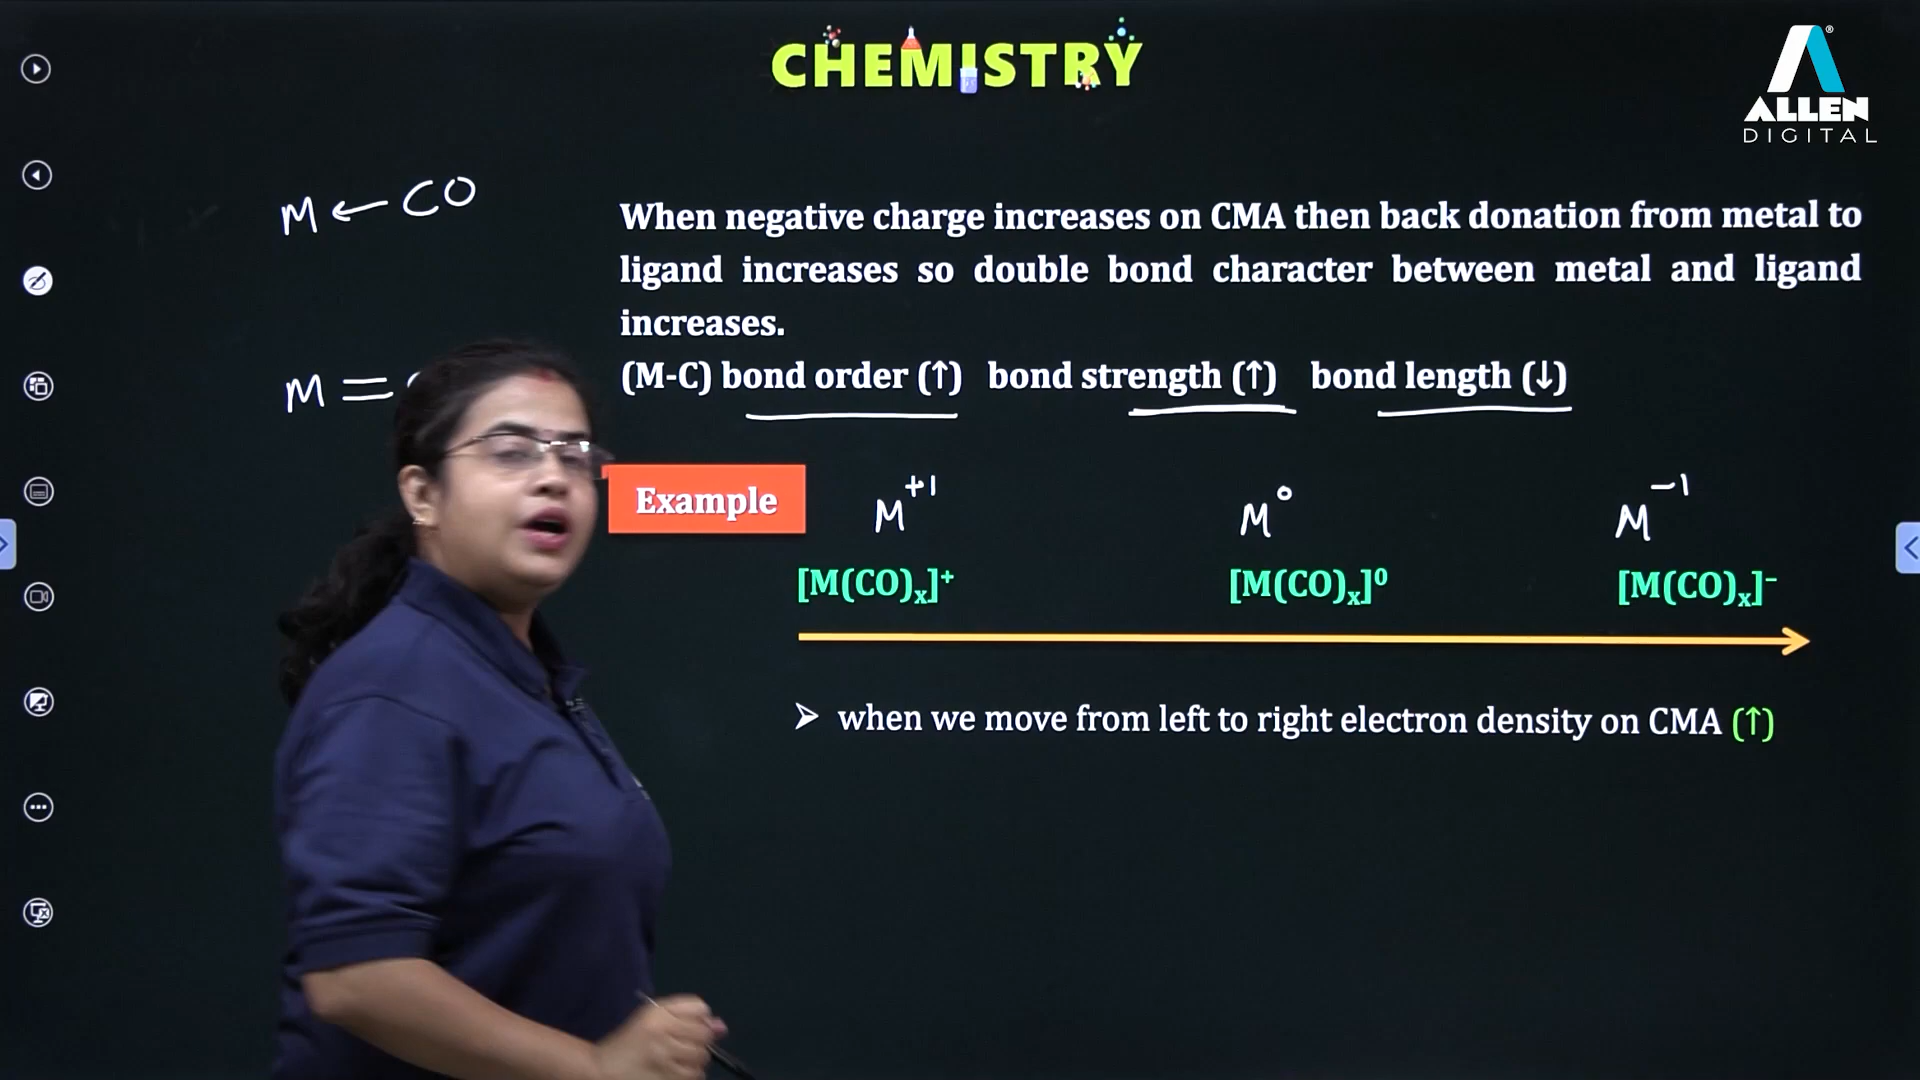 CHEMISTRY
ALLEN
DIGITAL
M ← CO
When negative charge increases on CMA then back donation from metal to
ligand increases so double bond character between metal and ligand
increases.
M =
(M-C) bond order (↑) bond strength (↑) bond length (↓)
Example
M⁺¹ M⁰ M⁻¹
[M(CO)ₓ]⁺ [M(CO)ₓ]⁰ [M(CO)ₓ]⁻
➢ when we move from left to right electron density on CMA (↑)